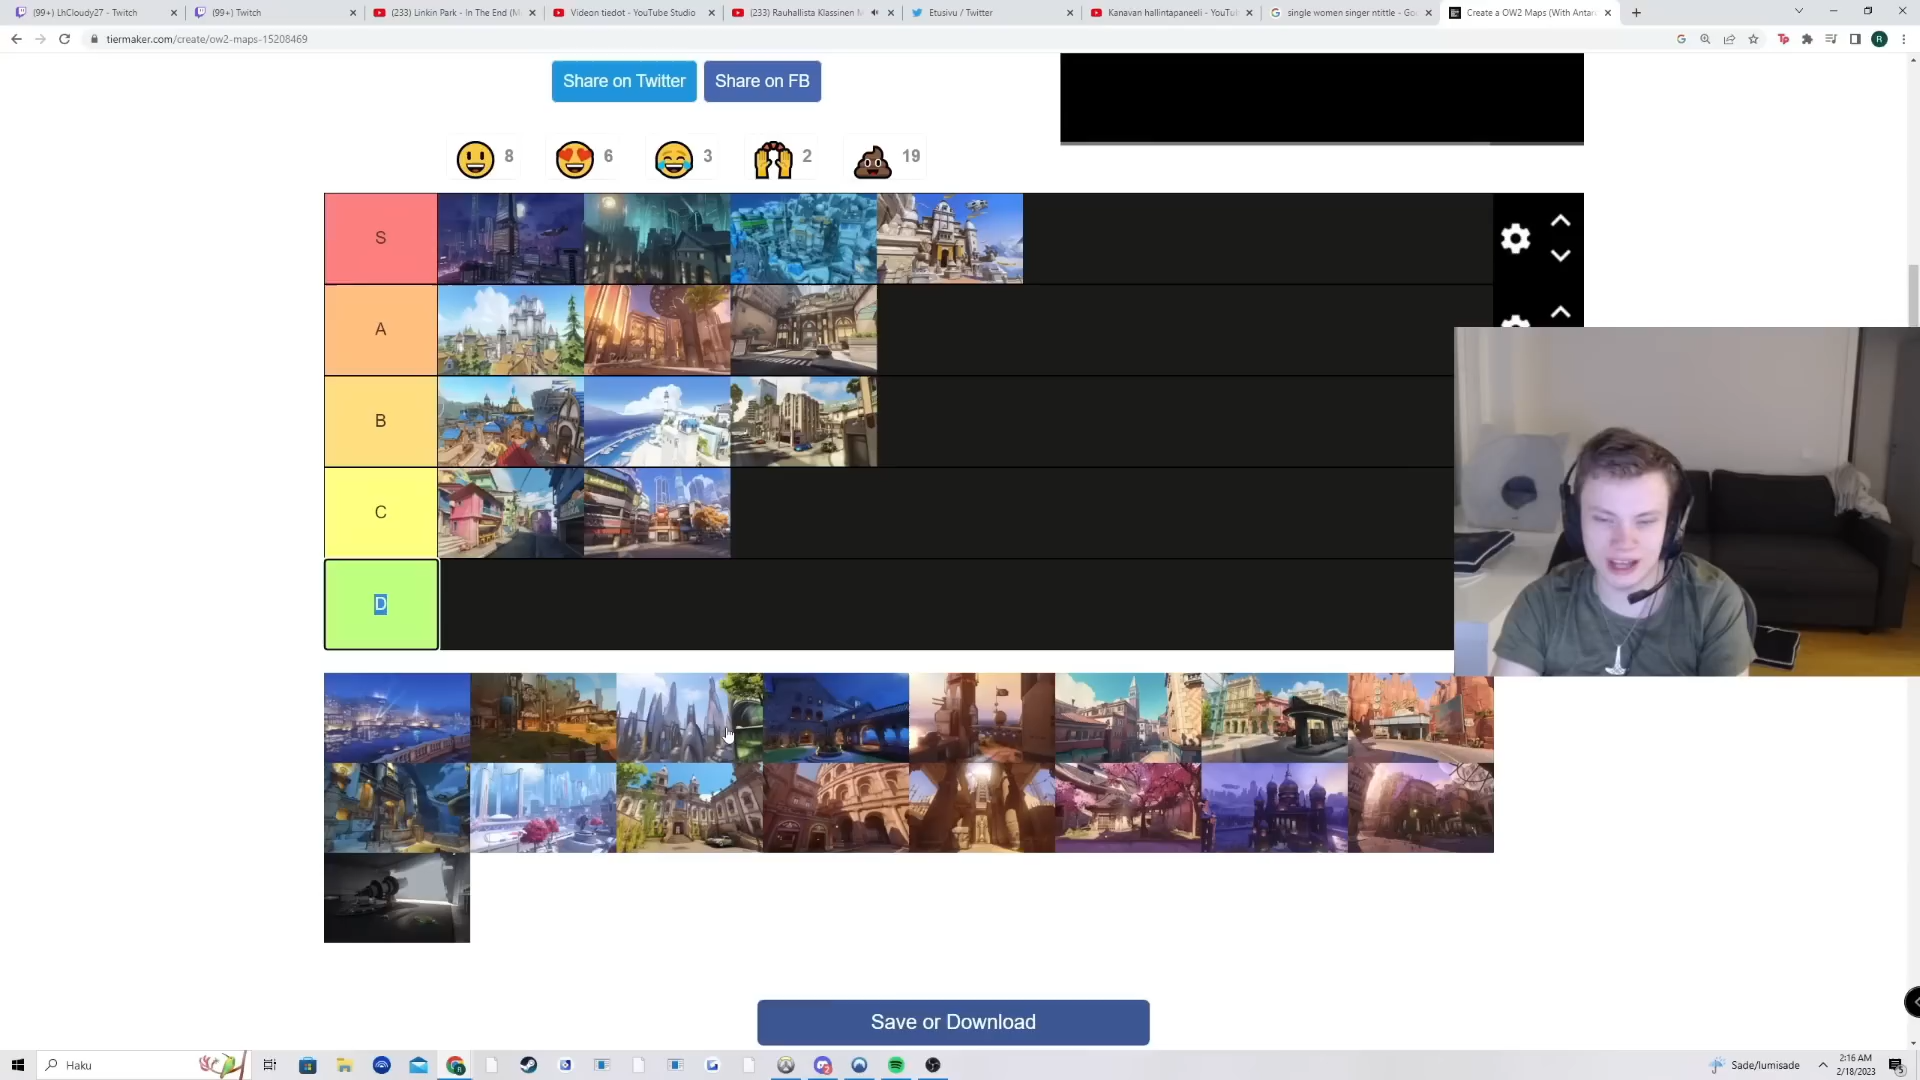 (99+) LhCloudy27 - Twitch
(99+) Twitch
(233) Linkin Park - In The End (M
Videon tiedot - YouTube Studio
(233) Rauhallista Klassinen M
Etusivu / Twitter
Kanavan hallintapaneeli - YouTu
single women singer ntittle - Go
Create a OW2 Maps (With Antar
tiermaker.com/create/ow2-maps-15208469
Share on Twitter
Share on FB
8
6
3
2
19
S
A
B
C
D
Save or Download
Haku
Sade/lumisade
2:16 AM
2/18/2023